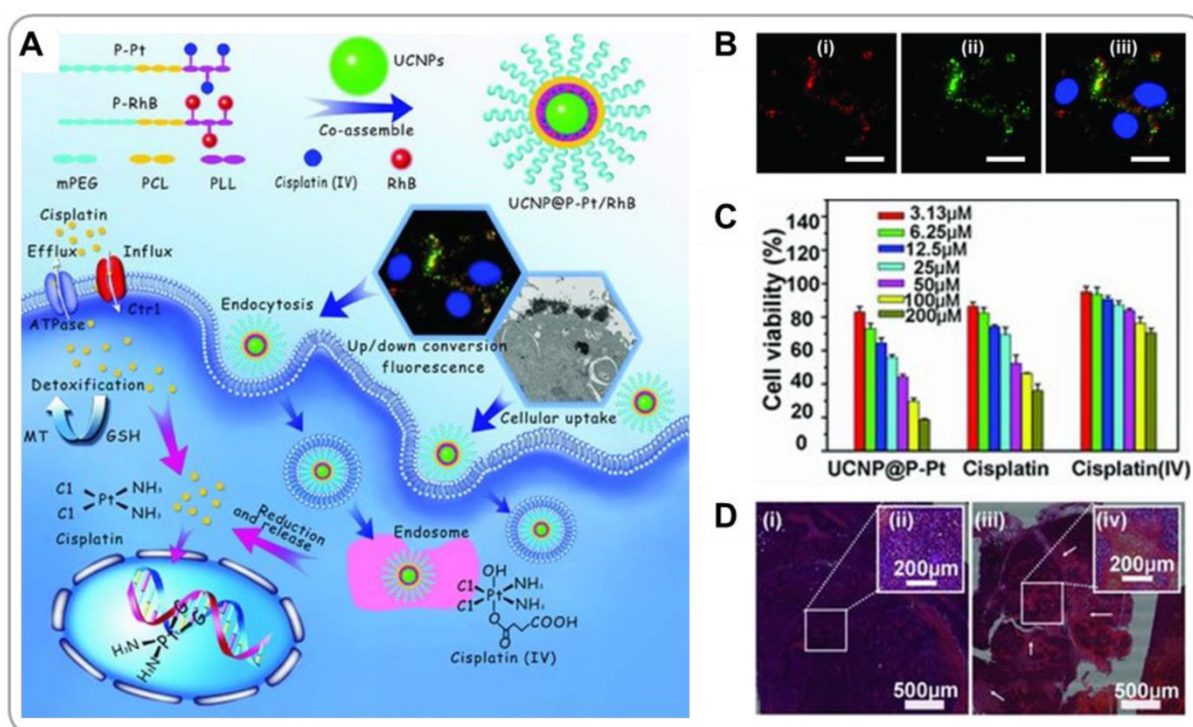 A
P-Pt
P-RhB
UCNPs
Co-assemble
mPEG
PCL
PLL
Cisplatin (IV)
RhB
UCNP@P-Pt/RhB
Cisplatin
Efflux
Influx
ATPase
Ctr1
Endocytosis
Up/down conversion
fluorescence
Cellular uptake
Detoxification
MT
GSH
C1
NH₃
Pt
C1
NH₃
Cisplatin
Reduction
and release
Endosome
OH
C1
NH₃
Pt
C1
NH₃
O
O
COOH
Cisplatin (IV)
G
G
Pt
H₃N
H₃N
B
(i)
(ii)
(iii)
C
Cell viability (%)
140
120
100
80
60
40
20
0
3.13μM
6.25μM
12.5μM
25μM
50μM
100μM
200μM
UCNP@P-Pt
Cisplatin
Cisplatin(IV)
D
(i)
(ii)
200μm
500μm
(iii)
(iv)
200μm
500μm